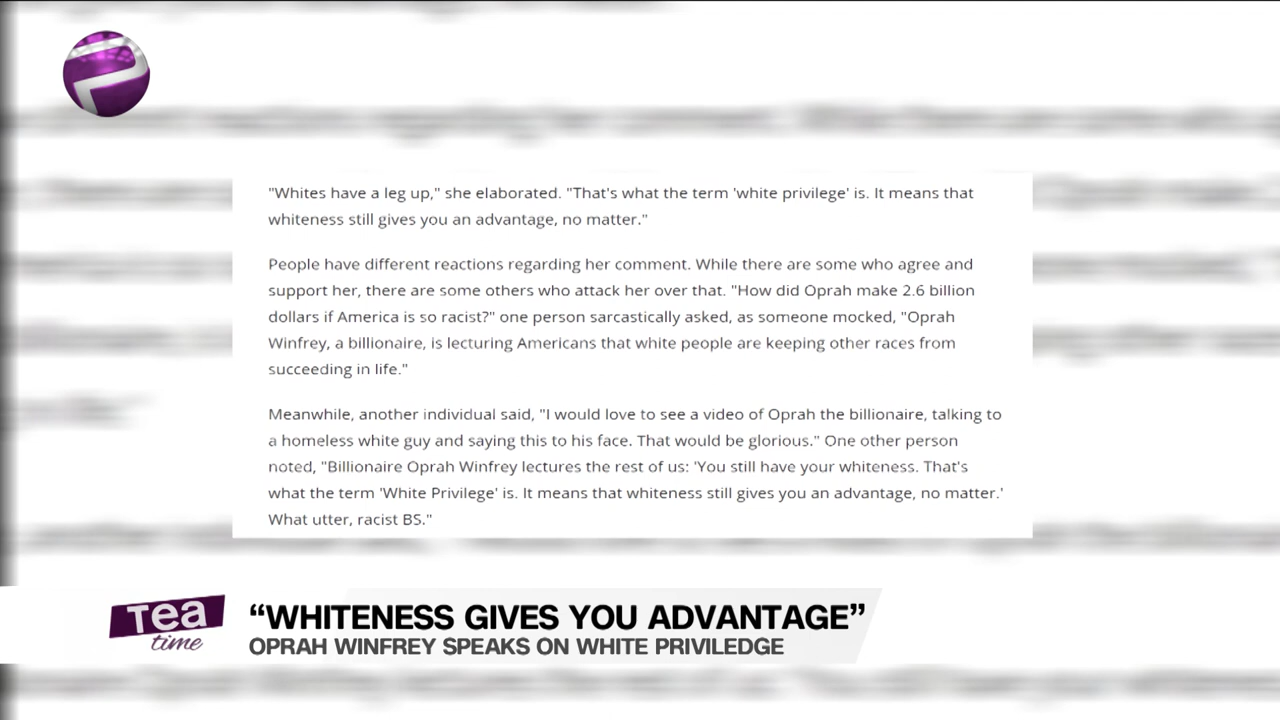 "Whites have a leg up," she elaborated. "That's what the term 'white privilege' is. It means that
whiteness still gives you an advantage, no matter."
People have different reactions regarding her comment. While there are some who agree and
support her, there are some others who attack her over that. "How did Oprah make 2.6 billion
dollars if America is so racist?" one person sarcastically asked, as someone mocked, "Oprah
Winfrey, a billionaire, is lecturing Americans that white people are keeping other races from
succeeding in life."
Meanwhile, another individual said, "I would love to see a video of Oprah the billionaire, talking to
a homeless white guy and saying this to his face. That would be glorious." One other person
noted, "Billionaire Oprah Winfrey lectures the rest of us: 'You still have your whiteness. That's
what the term 'White Privilege' is. It means that whiteness still gives you an advantage, no matter.'
What utter, racist BS."
Tea
time
“WHITENESS GIVES YOU ADVANTAGE”
OPRAH WINFREY SPEAKS ON WHITE PRIVILEDGE